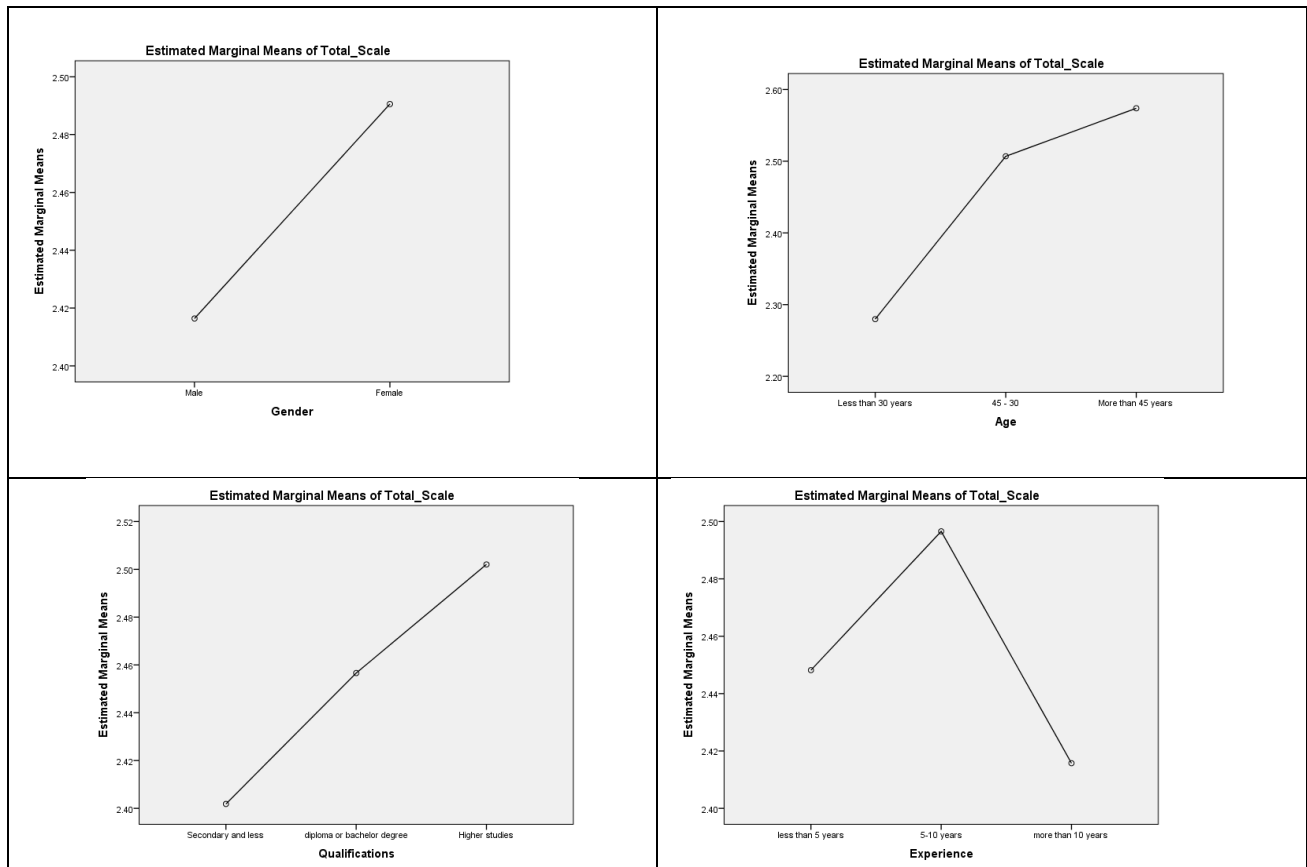 Estimated Marginal Means of Total_Scale
Estimated Marginal Means
2.50
2.48
2.46
2.44
2.42
2.40
Male Female
Gender
Estimated Marginal Means of Total_Scale
Estimated Marginal Means
2.60
2.50
2.40
2.30
2.20
Less than 30 years 45 - 30 More than 45 years
Age
Estimated Marginal Means of Total_Scale
Estimated Marginal Means
2.52
2.50
2.48
2.46
2.44
2.42
2.40
Secondary and less diploma or bachelor degree Higher studies
Qualifications
Estimated Marginal Means of Total_Scale
Estimated Marginal Means
2.50
2.48
2.46
2.44
2.42
2.40
less than 5 years 5-10 years more than 10 years
Experience